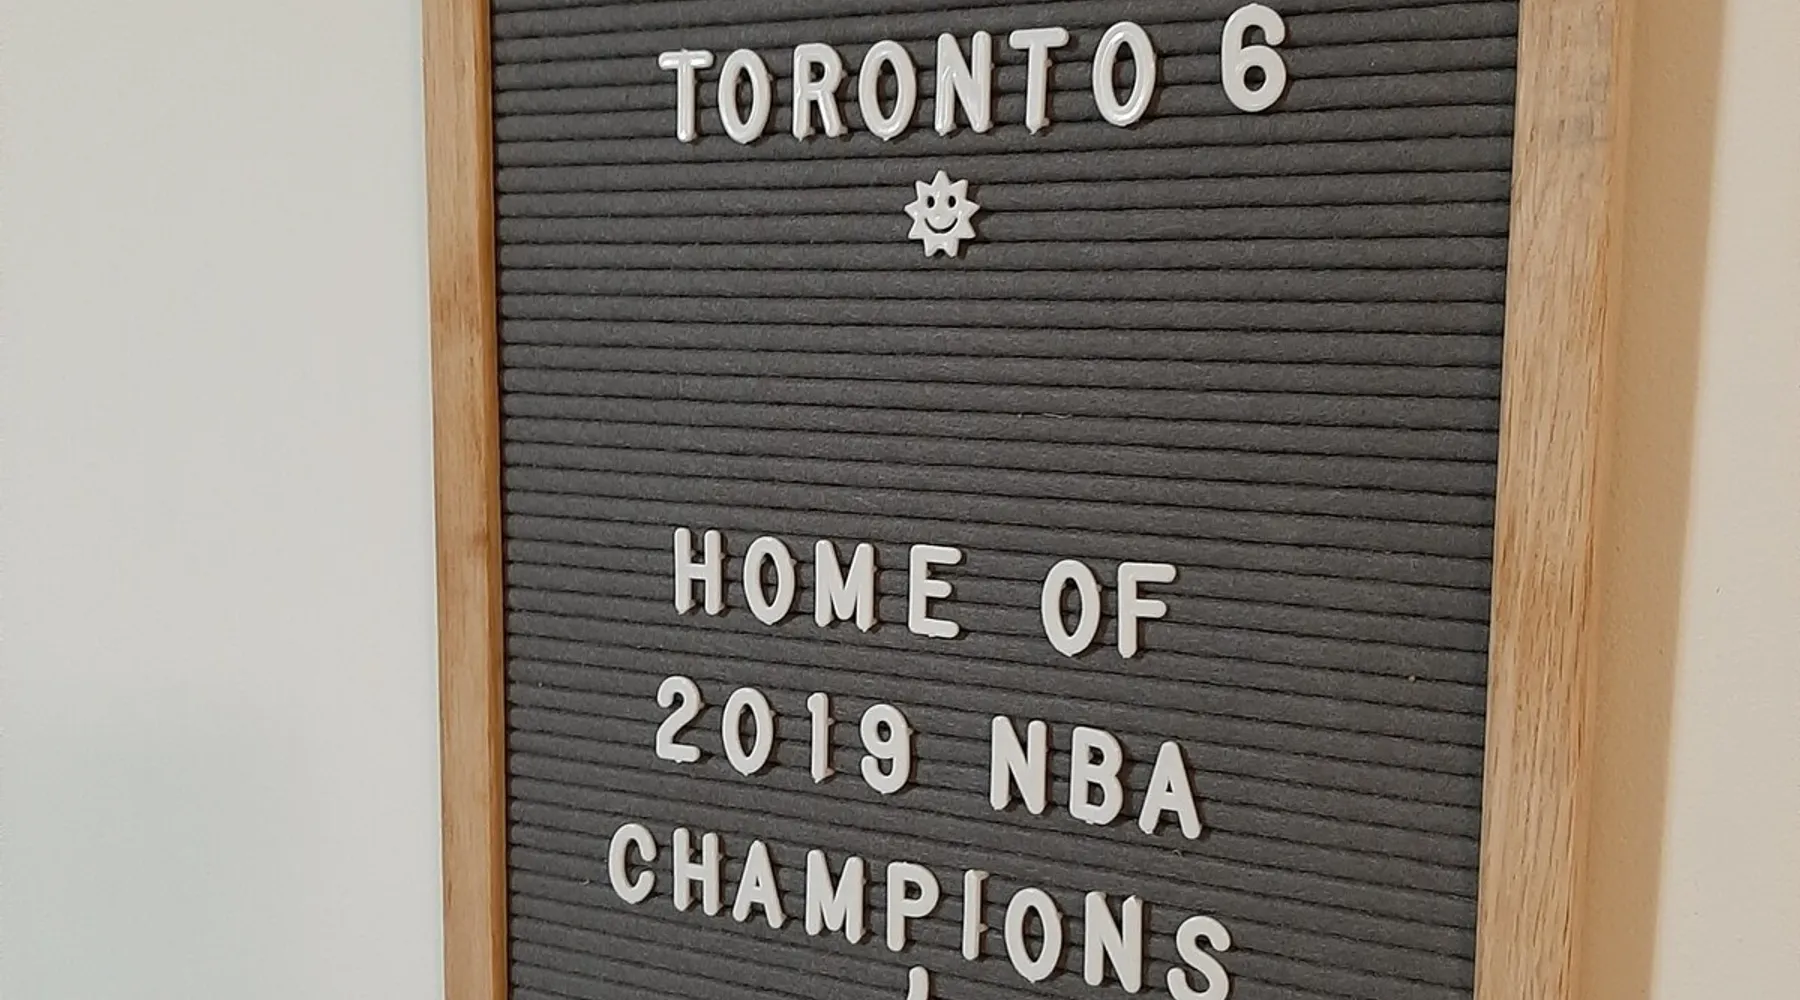 TORONTO 6
HOME OF
2019 NBA
CHAMPIONS